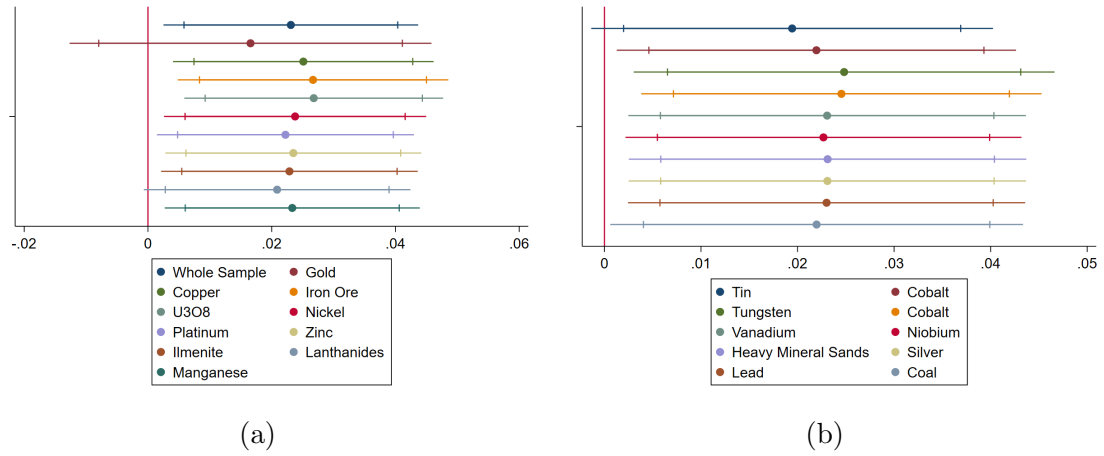 -.02 0 .02 .04 .06
Whole Sample Gold
Copper Iron Ore
U3O8 Nickel
Platinum Zinc
Ilmenite Lanthanides
Manganese
(a)
0 .01 .02 .03 .04 .05
Tin Cobalt
Tungsten Cobalt
Vanadium Niobium
Heavy Mineral Sands Silver
Lead Coal
(b)